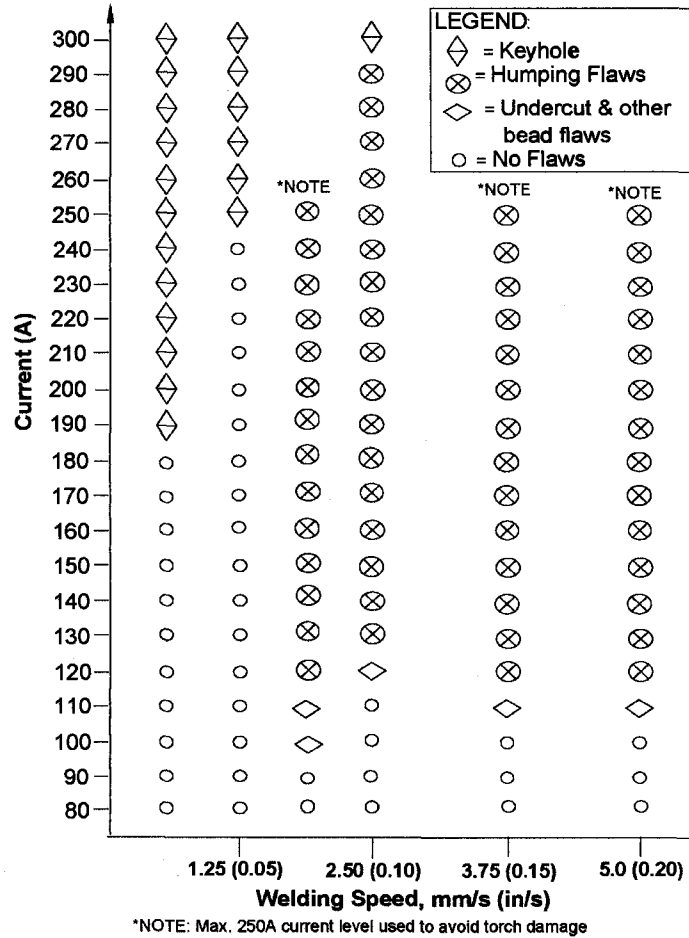 LEGEND:
= Keyhole
= Humping Flaws
= Undercut & other
bead flaws
= No Flaws
300
290
280
270
260
250
240
230
220
210
200
190
180
170
160
150
140
130
120
110
100
90
80
Current (A)
*NOTE
*NOTE
*NOTE
1.25 (0.05)
2.50 (0.10)
3.75 (0.15)
5.0 (0.20)
Welding Speed, mm/s (in/s)
*NOTE: Max. 250A current level used to avoid torch damage